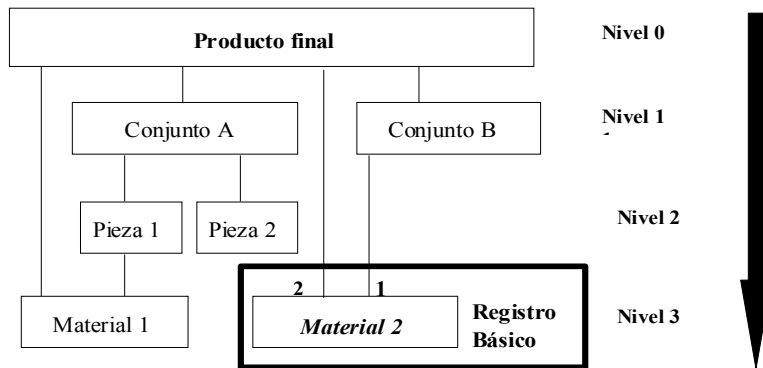 Producto final
Nivel 0
Conjunto A
Conjunto B
Nivel 1
Pieza 1
Pieza 2
Nivel 2
2
1
Material 1
Material 2
Registro
Básico
Nivel 3